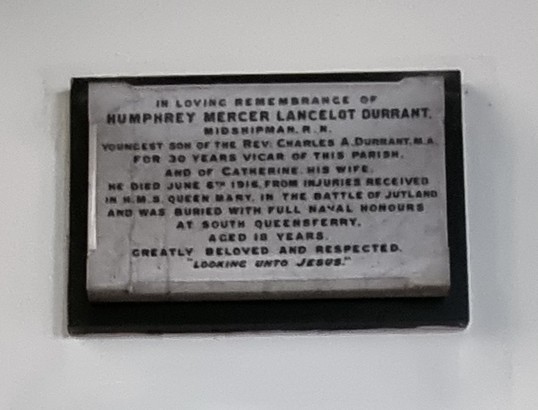 IN LOVING REMEMBRANCE OF
HUMPHREY MERCER LANCELOT DURRANT,
MIDSHIPMAN, R.N.
YOUNGEST SON OF THE REV: CHARLES A. DURRANT, M.A.
FOR 30 YEARS VICAR OF THIS PARISH,
AND OF CATHERINE, HIS WIFE.
HE DIED JUNE 6TH 1916, FROM INJURIES RECEIVED
IN H.M.S. QUEEN MARY, IN THE BATTLE OF JUTLAND
AND WAS BURIED WITH FULL NAVAL HONOURS
AT SOUTH QUEENSFERRY,
AGED 18 YEARS.
GREATLY BELOVED AND RESPECTED.
"LOOKING UNTO JESUS."